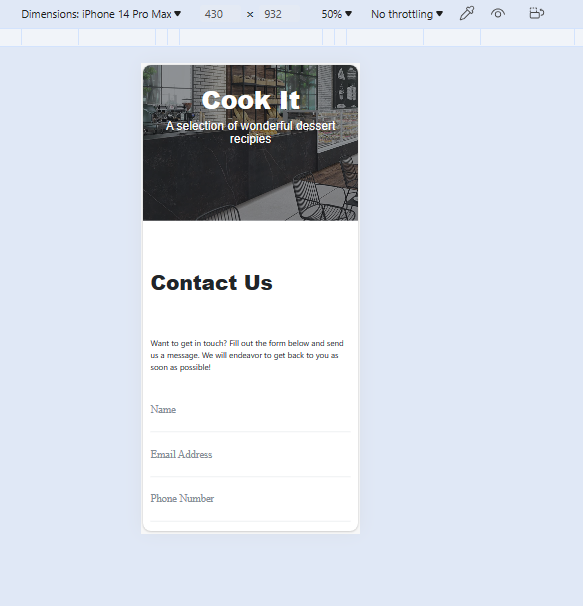 Dimensions: iPhone 14 Pro Max ▼ 430 × 932 50% ▼ No throttling ▼
Cook It
A selection of wonderful dessert
recipies
Contact Us
Want to get in touch? Fill out the form below and send
us a message. We will endeavor to get back to you as
soon as possible!
Name
Email Address
Phone Number